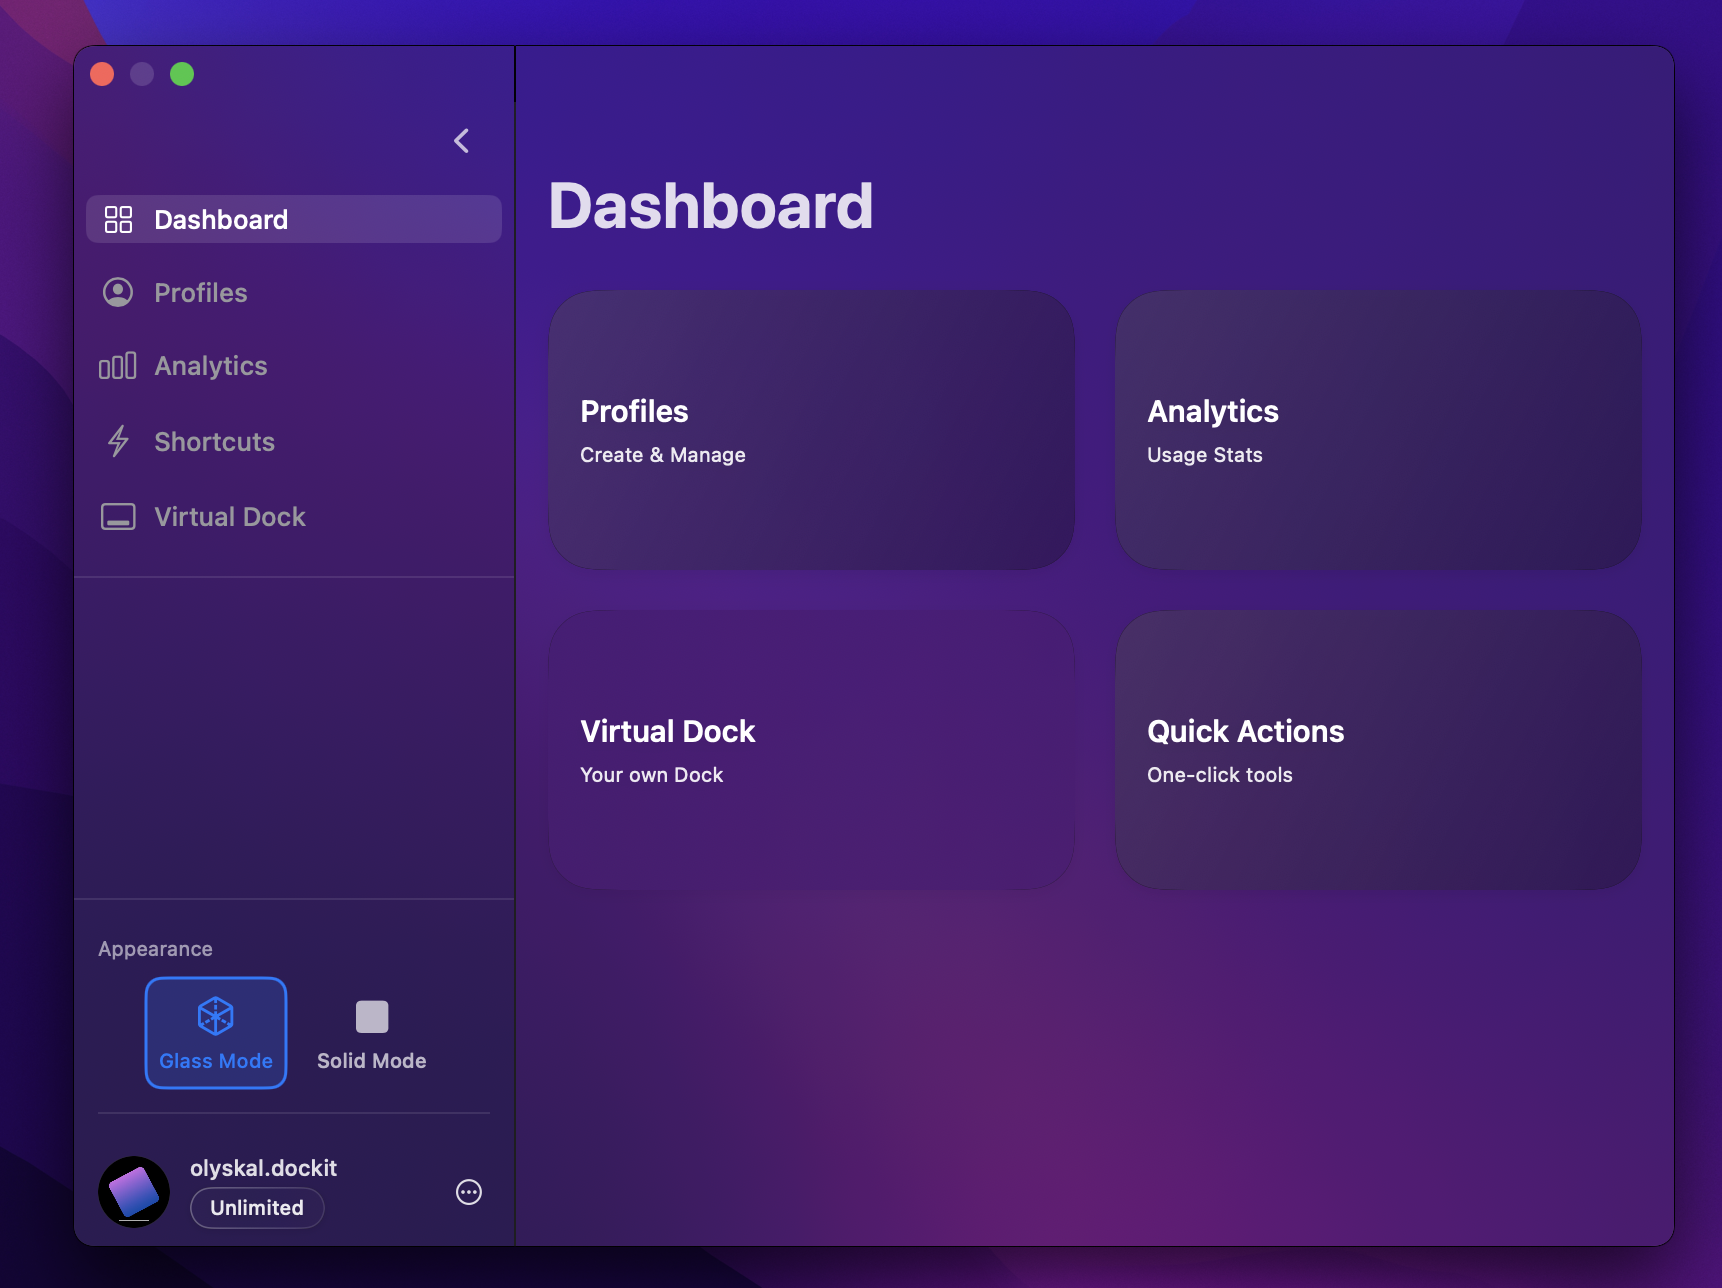 Dashboard
Profiles
Analytics
Shortcuts
Virtual Dock
Appearance
Glass Mode
Solid Mode
olyskal.dockit
Unlimited
Dashboard
Profiles
Create & Manage
Analytics
Usage Stats
Virtual Dock
Your own Dock
Quick Actions
One-click tools